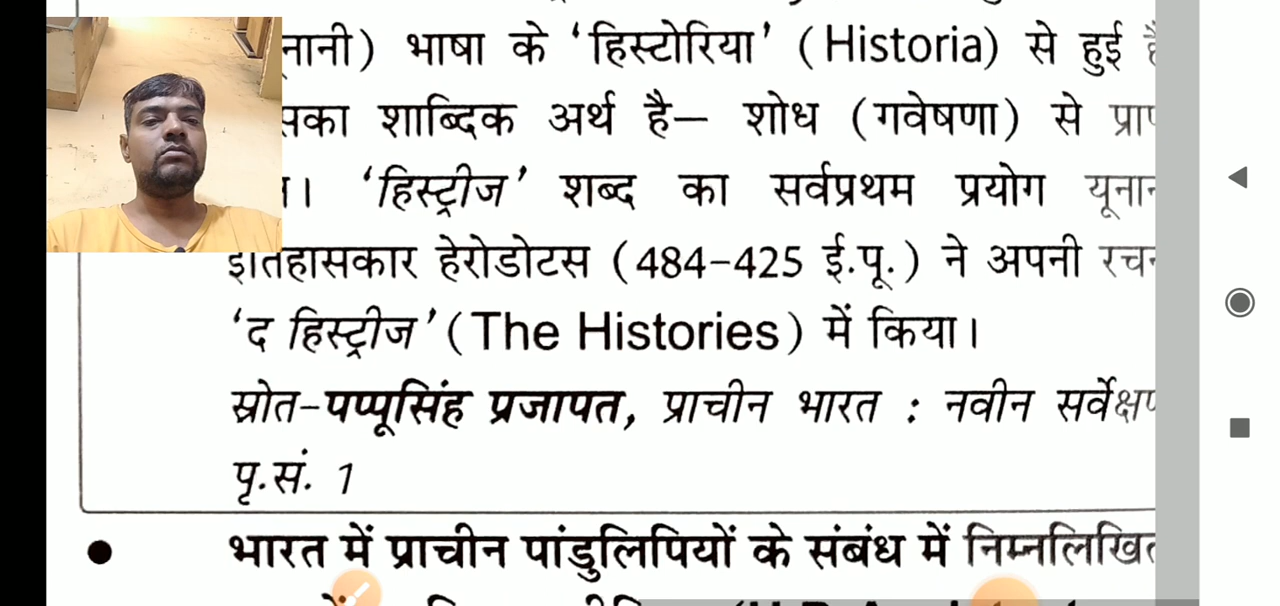 भाषा के 'हिस्टोरिया' (Historia) से हुई
शाब्दिक अर्थ है– शोध (गवेषणा) से
'हिस्ट्रीज' शब्द का सर्वप्रथम प्रयोग
इतिहासकार हेरोडोटस (484-425 ई.पू.) ने अपनी
'द हिस्ट्रीज' (The Histories) में किया।
स्रोत-पप्पूसिंह प्रजापत, प्राचीन भारत : नवीन
पृ.सं. 1
● भारत में प्राचीन पांडुलिपियों के संबंध में